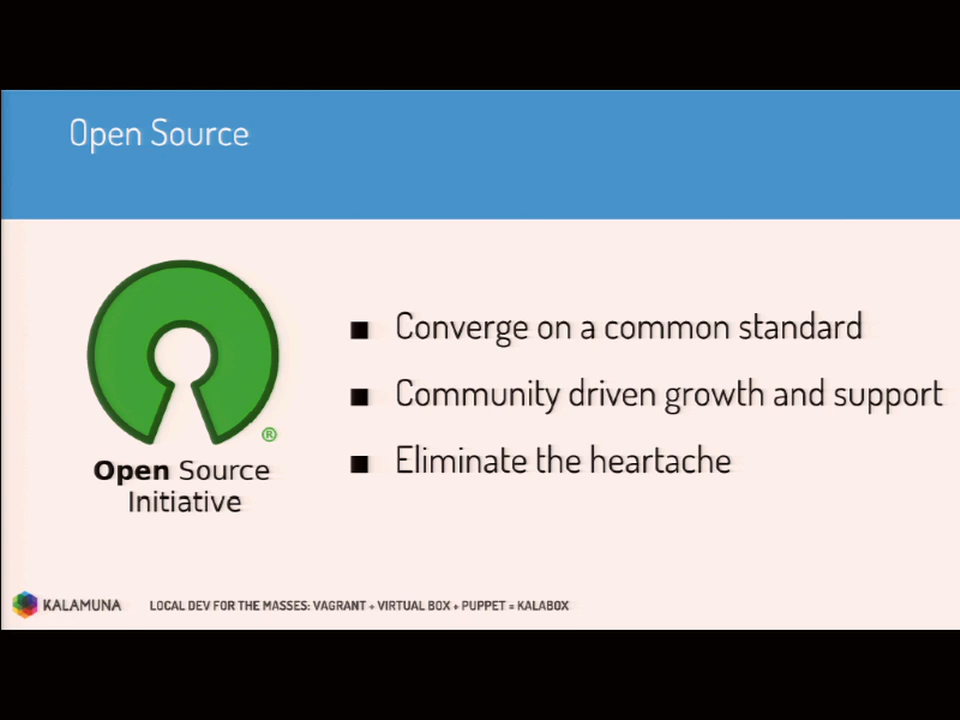 Open Source
Converge on a common standard
Community driven growth and support
Eliminate the heartache
®
Open Source
Initiative
KALAMUNA
LOCAL DEV FOR THE MASSES: VAGRANT + VIRTUAL BOX + PUPPET = KALABOX